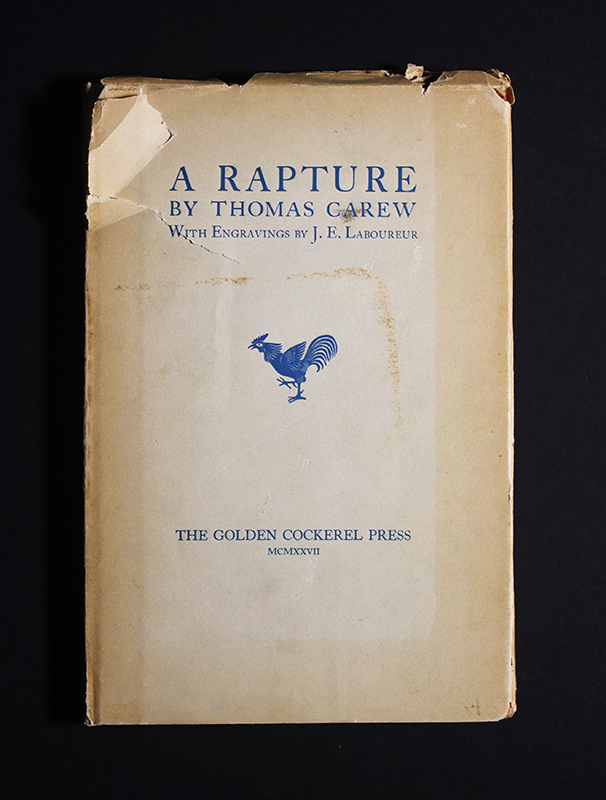 A RAPTURE
BY THOMAS CAREW
WITH ENGRAVINGS BY J. E. LABOUREUR
THE GOLDEN COCKEREL PRESS
MCMXXVII